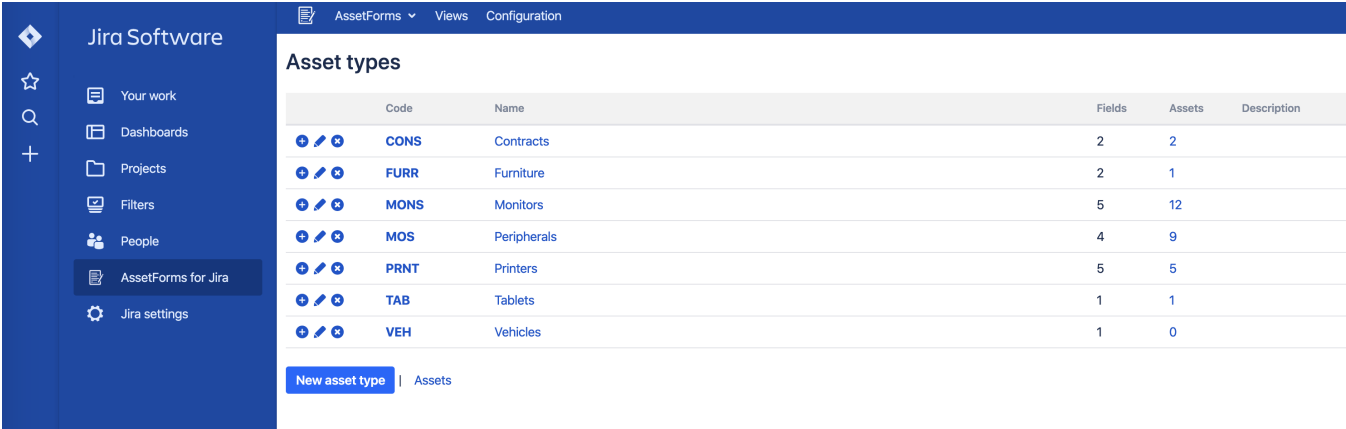 AssetForms Views Configuration
Jira Software
Your work
Dashboards
Projects
Filters
People
AssetForms for Jira
Jira settings
Asset types
Code Name Fields Assets Description
CONS Contracts 2 2
FURR Furniture 2 1
MONS Monitors 5 12
MOS Peripherals 4 9
PRNT Printers 5 5
TAB Tablets 1 1
VEH Vehicles 1 0
New asset type | Assets